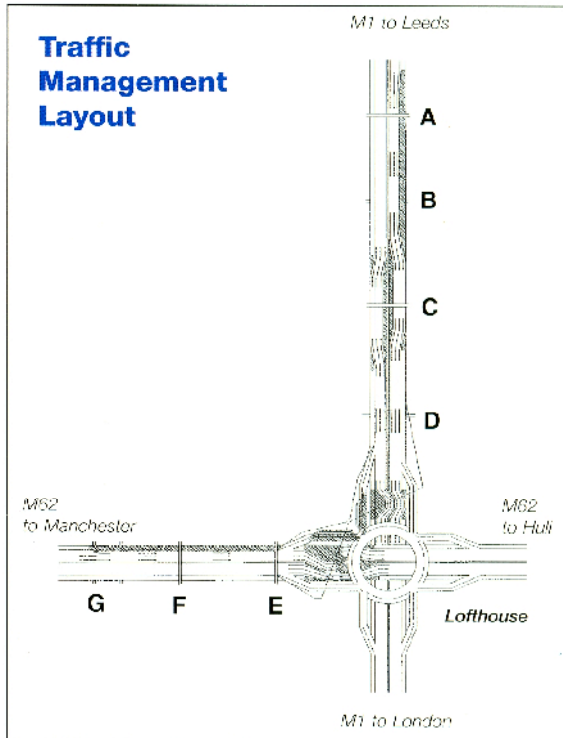 M1 to Leeds
Traffic
Management
Layout
A
B
C
D
M62
to Manchester
M62
to Hull
G
F
E
Lofthouse
M1 to London